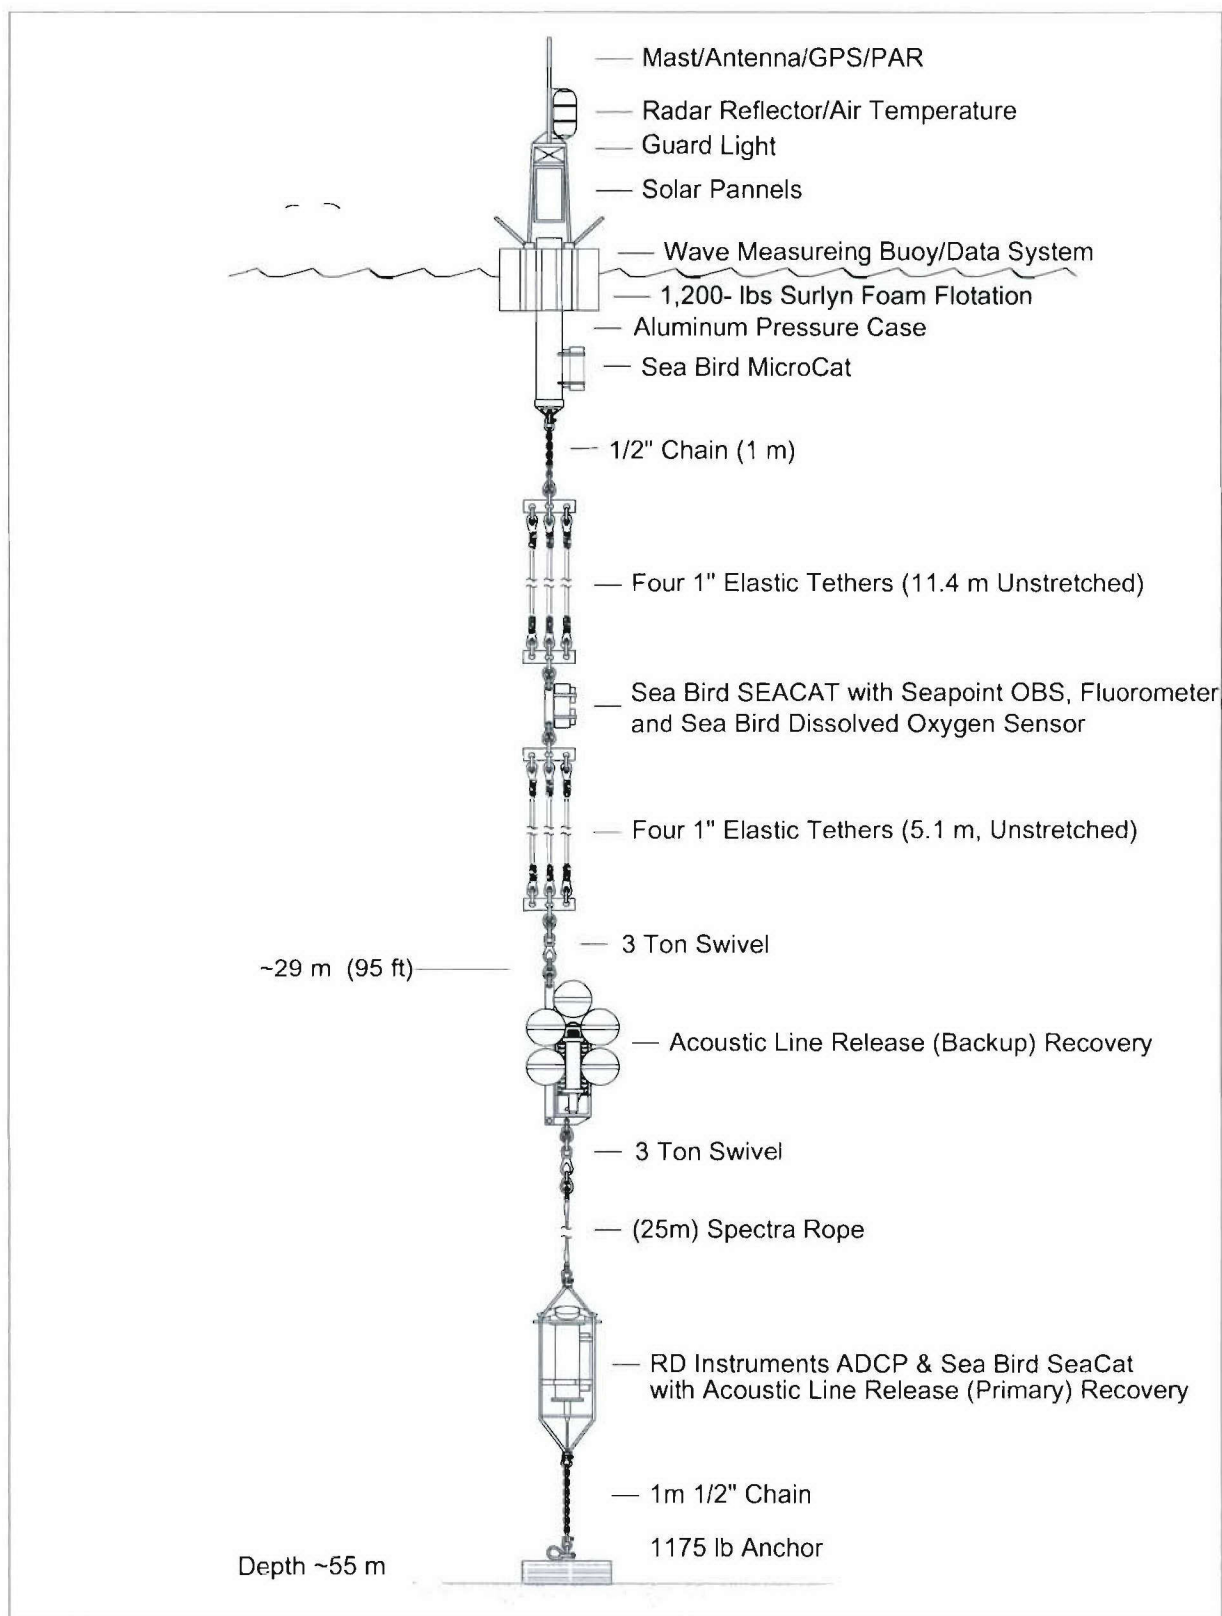 Mast/Antenna/GPS/PAR
Radar Reflector/Air Temperature
Guard Light
Solar Pannels
Wave Measureing Buoy/Data System
1,200- lbs Surlyn Foam Flotation
Aluminum Pressure Case
Sea Bird MicroCat
1/2" Chain (1 m)
Four 1" Elastic Tethers (11.4 m Unstretched)
Sea Bird SEACAT with Seapoint OBS, Fluorometer
and Sea Bird Dissolved Oxygen Sensor
Four 1" Elastic Tethers (5.1 m, Unstretched)
3 Ton Swivel
~29 m (95 ft)
Acoustic Line Release (Backup) Recovery
3 Ton Swivel
(25m) Spectra Rope
RD Instruments ADCP & Sea Bird SeaCat
with Acoustic Line Release (Primary) Recovery
1m 1/2" Chain
1175 lb Anchor
Depth ~55 m